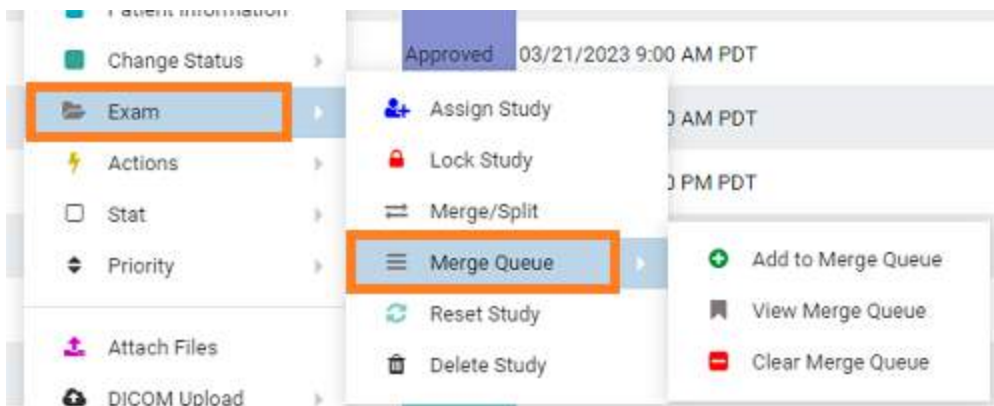 Patient Information
Change Status
Exam
Actions
Stat
Priority
Attach Files
DICOM Upload
Approved 03/21/2023 9:00 AM PDT
AM PDT
PM PDT
Assign Study
Lock Study
Merge/Split
Merge Queue
Reset Study
Delete Study
Add to Merge Queue
View Merge Queue
Clear Merge Queue